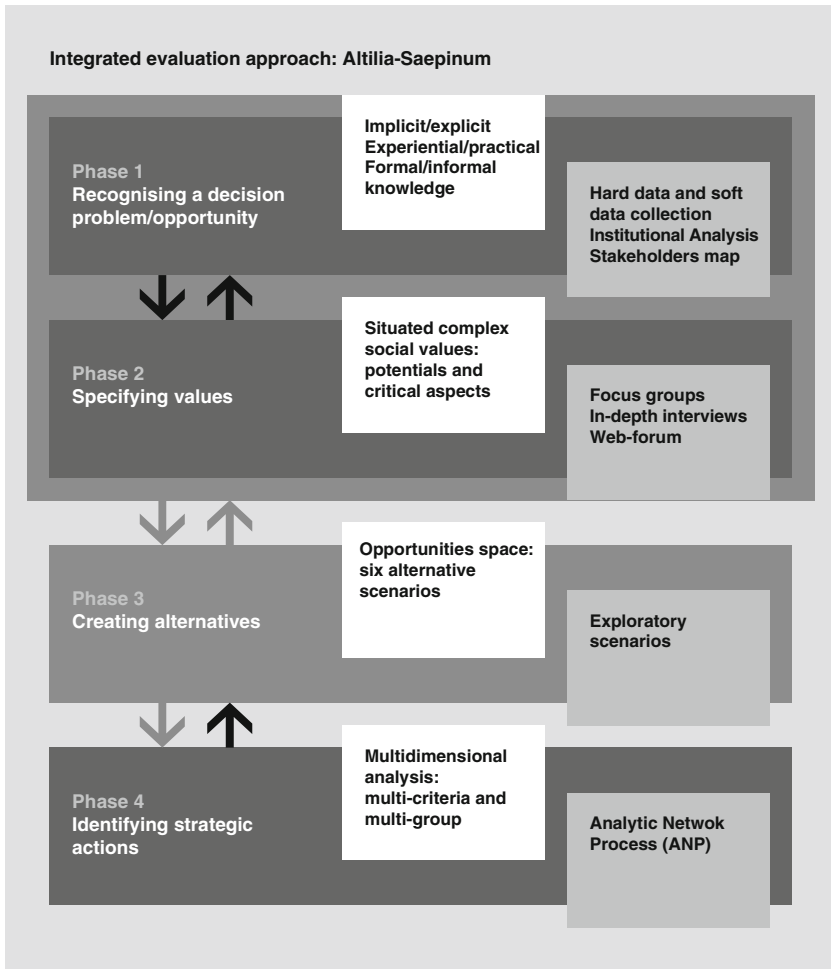 Integrated evaluation approach: Altilia-Saepinum
Phase 1
Recognising a decision
problem/opportunity
Implicit/explicit
Experiential/practical
Formal/informal
knowledge
Hard data and soft
data collection
Institutional Analysis
Stakeholders map
Phase 2
Specifying values
Situated complex
social values:
potentials and
critical aspects
Focus groups
In-depth interviews
Web-forum
Phase 3
Creating alternatives
Opportunities space:
six alternative
scenarios
Exploratory
scenarios
Phase 4
Identifying strategic
actions
Multidimensional
analysis:
multi-criteria and
multi-group
Analytic Netwok
Process (ANP)